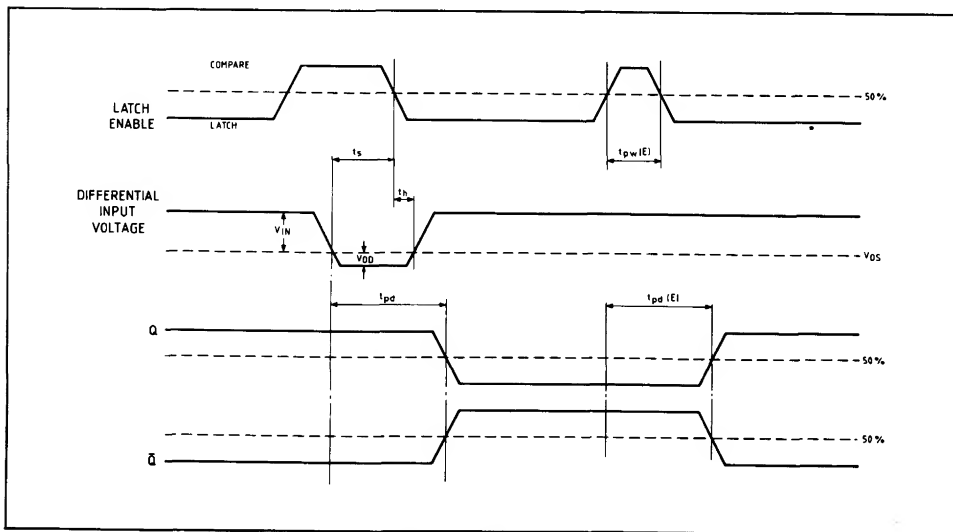 COMPARE
50%
LATCH
ENABLE
LATCH
ts
tpw(E)
th
DIFFERENTIAL
INPUT
VOLTAGE
VIN
VOD
VOS
tpd
tpd(E)
Q
50%
50%
Q̄